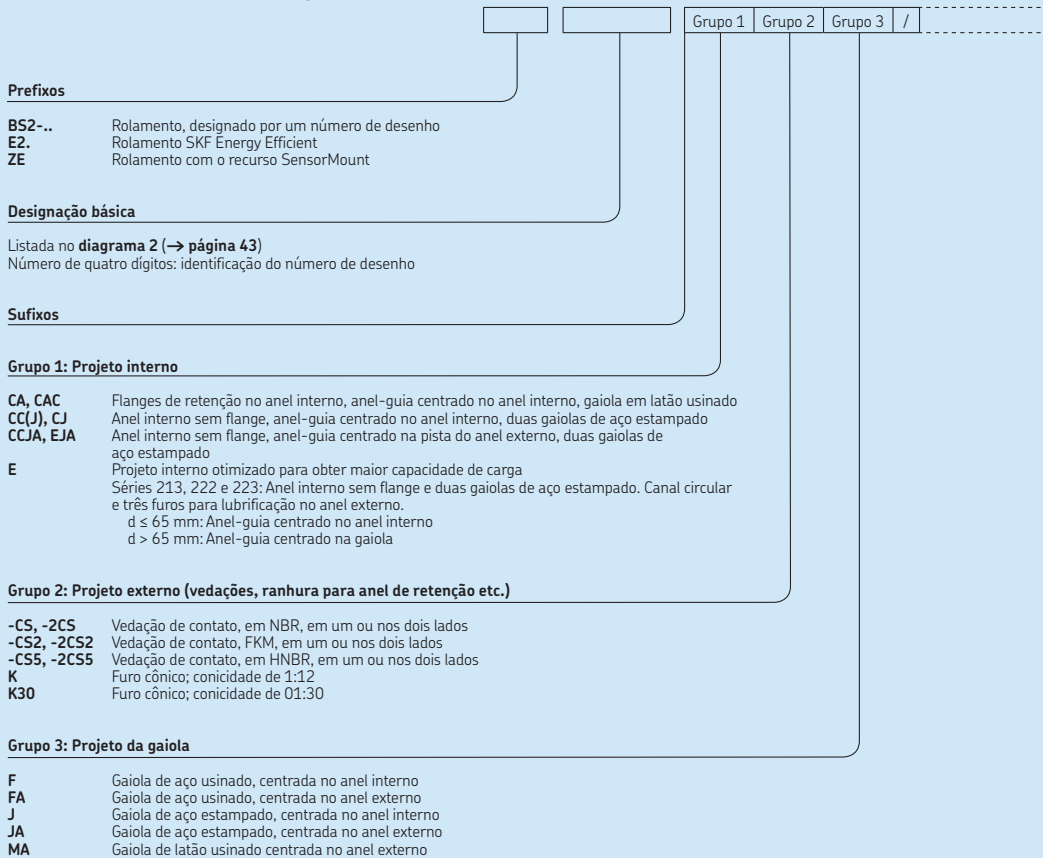 Grupo 1 Grupo 2 Grupo 3 /
Prefixos
BS2-.. Rolamento, designado por um número de desenho
E2. Rolamento SKF Energy Efficient
ZE Rolamento com o recurso SensorMount
Designação básica
Listada no diagrama 2 (→ página 43)
Número de quatro dígitos: identificação do número de desenho
Sufixos
Grupo 1: Projeto interno
CA, CAC Flanges de retenção no anel interno, anel-guia centrado no anel interno, gaiola em latão usinado
CC(J), CJ Anel interno sem flange, anel-guia centrado no anel interno, duas gaiolas de aço estampado
CCJA, EJA Anel interno sem flange, anel-guia centrado na pista do anel externo, duas gaiolas de
aço estampado
E Projeto interno otimizado para obter maior capacidade de carga
Séries 213, 222 e 223: Anel interno sem flange e duas gaiolas de aço estampado. Canal circular
e três furos para lubrificação no anel externo.
d ≤ 65 mm: Anel-guia centrado no anel interno
d > 65 mm: Anel-guia centrado na gaiola
Grupo 2: Projeto externo (vedações, ranhura para anel de retenção etc.)
-CS, -2CS Vedação de contato, em NBR, em um ou nos dois lados
-CS2, -2CS2 Vedação de contato, FKM, em um ou nos dois lados
-CS5, -2CS5 Vedação de contato, em HNBR, em um ou nos dois lados
K Furo cônico; conicidade de 1:12
K30 Furo cônico; conicidade de 01:30
Grupo 3: Projeto da gaiola
F Gaiola de aço usinado, centrada no anel interno
FA Gaiola de aço usinado, centrada no anel externo
J Gaiola de aço estampado, centrada no anel interno
JA Gaiola de aço estampado, centrada no anel externo
MA Gaiola de latão usinado centrada no anel externo